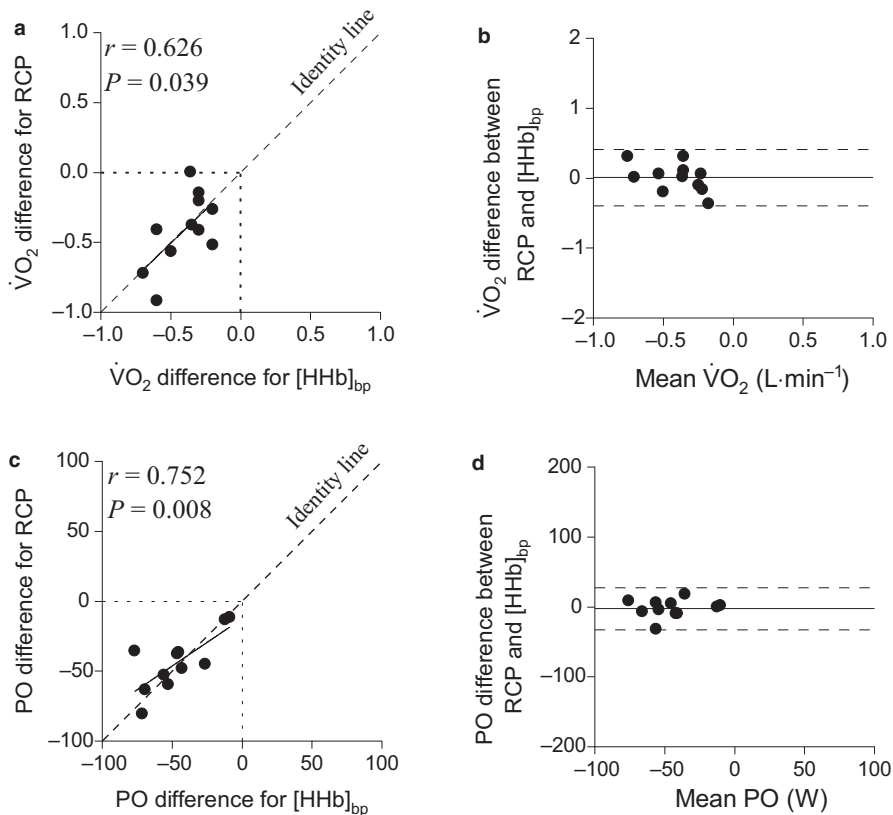 a
r = 0.626
P = 0.039
Identity line
1.0
0.5
0.0
−0.5
−1.0
−1.0 −0.5 0.0 0.5 1.0
V̇O₂ difference for RCP
V̇O₂ difference for [HHb]bp
b
2
1
0
−1
−2
−1.0 −0.5 0.0 0.5 1.0
V̇O₂ difference between
RCP and [HHb]bp
Mean V̇O₂ (L·min⁻¹)
c
r = 0.752
P = 0.008
Identity line
100
50
0
−50
−100
−100 −50 0 50 100
PO difference for RCP
PO difference for [HHb]bp
d
200
100
0
−100
−200
−100 −50 0 50 100
PO difference between
RCP and [HHb]bp
Mean PO (W)